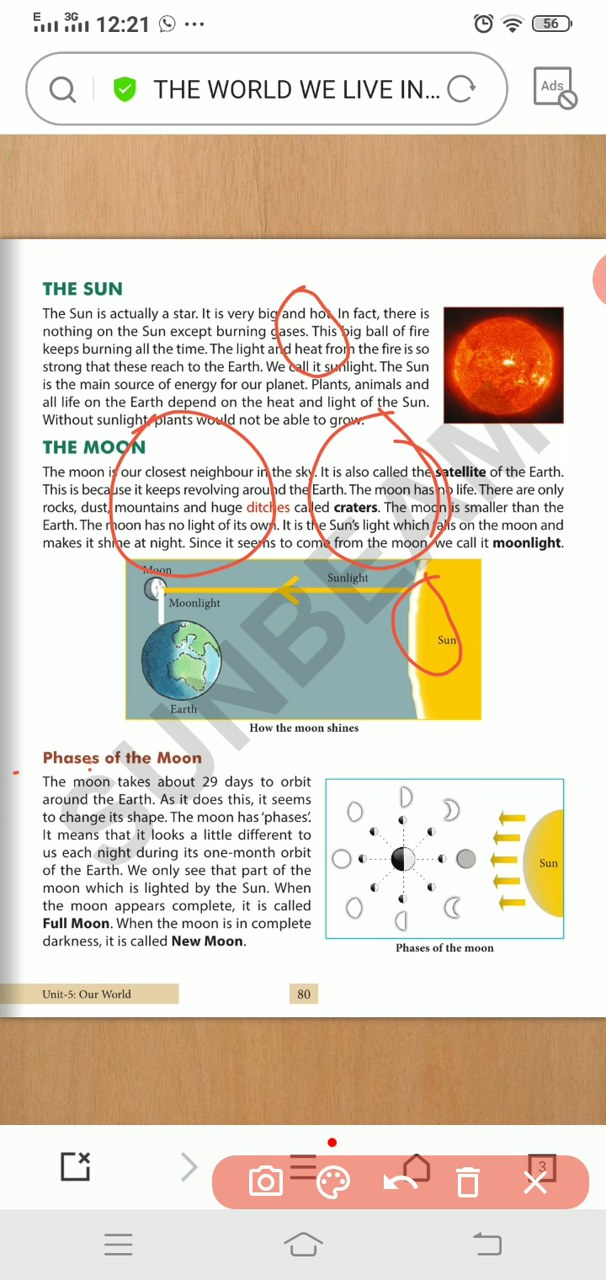 E 3G 12:21 56
THE WORLD WE LIVE IN... Ads
THE SUN
The Sun is actually a star. It is very big and hot. In fact, there is
nothing on the Sun except burning gases. This big ball of fire
keeps burning all the time. The light and heat from the fire is so
strong that these reach to the Earth. We call it sunlight. The Sun
is the main source of energy for our planet. Plants, animals and
all life on the Earth depend on the heat and light of the Sun.
Without sunlight, plants would not be able to grow.
THE MOON
The moon is our closest neighbour in the sky. It is also called the satellite of the Earth.
This is because it keeps revolving around the Earth. The moon has no life. There are only
rocks, dust, mountains and huge ditches called craters. The moon is smaller than the
Earth. The moon has no light of its own. It is the Sun's light which falls on the moon and
makes it shine at night. Since it seems to come from the moon, we call it moonlight.
Moon
Sunlight
Moonlight
Sun
Earth
How the moon shines
Phases of the Moon
The moon takes about 29 days to orbit
around the Earth. As it does this, it seems
to change its shape. The moon has 'phases'.
It means that it looks a little different to
us each night during its one-month orbit
of the Earth. We only see that part of the
moon which is lighted by the Sun. When
the moon appears complete, it is called
Full Moon. When the moon is in complete
darkness, it is called New Moon.
Sun
Phases of the moon
Unit-5: Our World
80
SUNBEAM
3